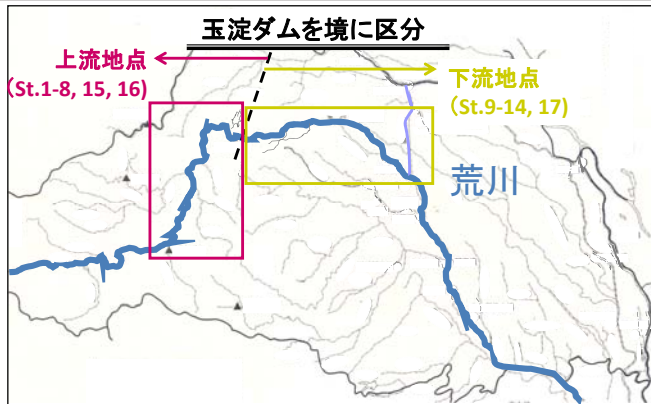 玉淀ダムを境に区分
上流地点
(St.1-8, 15, 16)
下流地点
(St.9-14, 17)
荒川